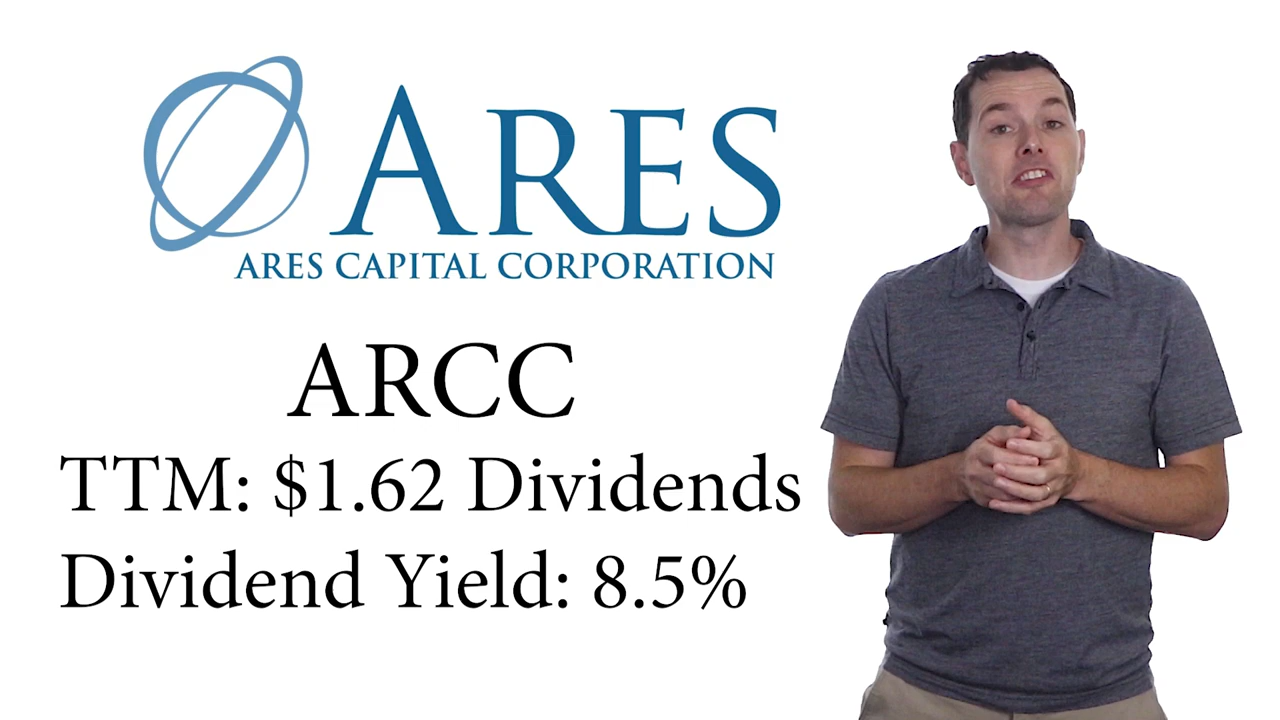 ARES
ARES CAPITAL CORPORATION
ARCC
TTM: $1.62 Dividends
Dividend Yield: 8.5%